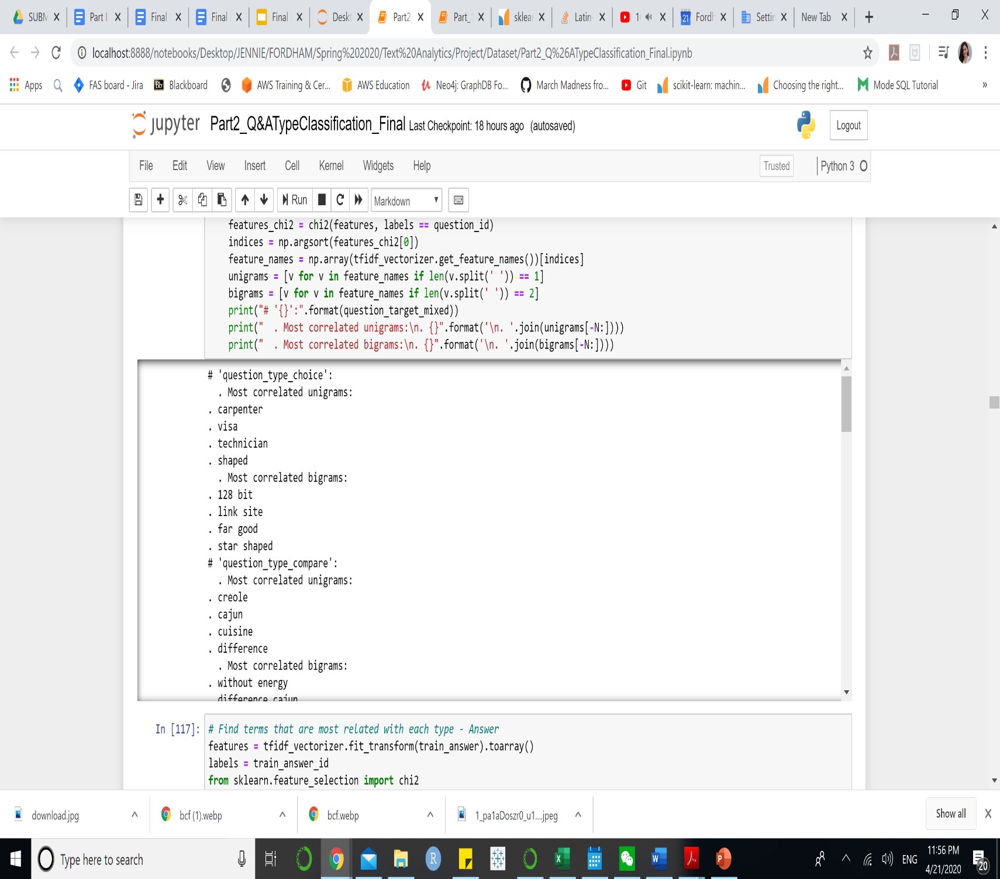 SUBM
Part I
Final
Final
Final
Deskt
Part2_
Part_
sklear
Latin-
Fordh
Settin
New Tab
localhost:8888/notebooks/Desktop/JENNIE/FORDHAM/Spring%202020/Text%20Analytics/Project/Dataset/Part2_Q%26ATypeClassification_Final.ipynb
Apps
FAS board - Jira
Bb Blackboard
AWS Training & Cer...
AWS Education
Neo4j: GraphDB Fo...
March Madness fro...
Git
scikit-learn: machin...
Choosing the right...
Mode SQL Tutorial
»
jupyter Part2_Q&ATypeClassification_Final Last Checkpoint: 18 hours ago (autosaved)
Logout
File Edit View Insert Cell Kernel Widgets Help
Trusted
Python 3
Run
Markdown
features_chi2 = chi2(features, labels == question_id)
indices = np.argsort(features_chi2[0])
feature_names = np.array(tfidf_vectorizer.get_feature_names())[indices]
unigrams = [v for v in feature_names if len(v.split(' ')) == 1]
bigrams = [v for v in feature_names if len(v.split(' ')) == 2]
print("# '{}':".format(question_target_mixed))
print("  . Most correlated unigrams:\n. {}".format('\n. '.join(unigrams[-N:])))
print("  . Most correlated bigrams:\n. {}".format('\n. '.join(bigrams[-N:])))
# 'question_type_choice':
. Most correlated unigrams:
. carpenter
. visa
. technician
. shaped
. Most correlated bigrams:
. 128 bit
. link site
. far good
. star shaped
# 'question_type_compare':
. Most correlated unigrams:
. creole
. cajun
. cuisine
. difference
. Most correlated bigrams:
. without energy
difference cajun
In [117]: # Find terms that are most related with each type - Answer
features = tfidf_vectorizer.fit_transform(train_answer).toarray()
labels = train_answer_id
from sklearn.feature_selection import chi2
download.jpg
bcf (1).webp
bcf.webp
1_pa1aDoszr0_u1....jpeg
Show all
Type here to search
ENG
11:56 PM
4/21/2020
20